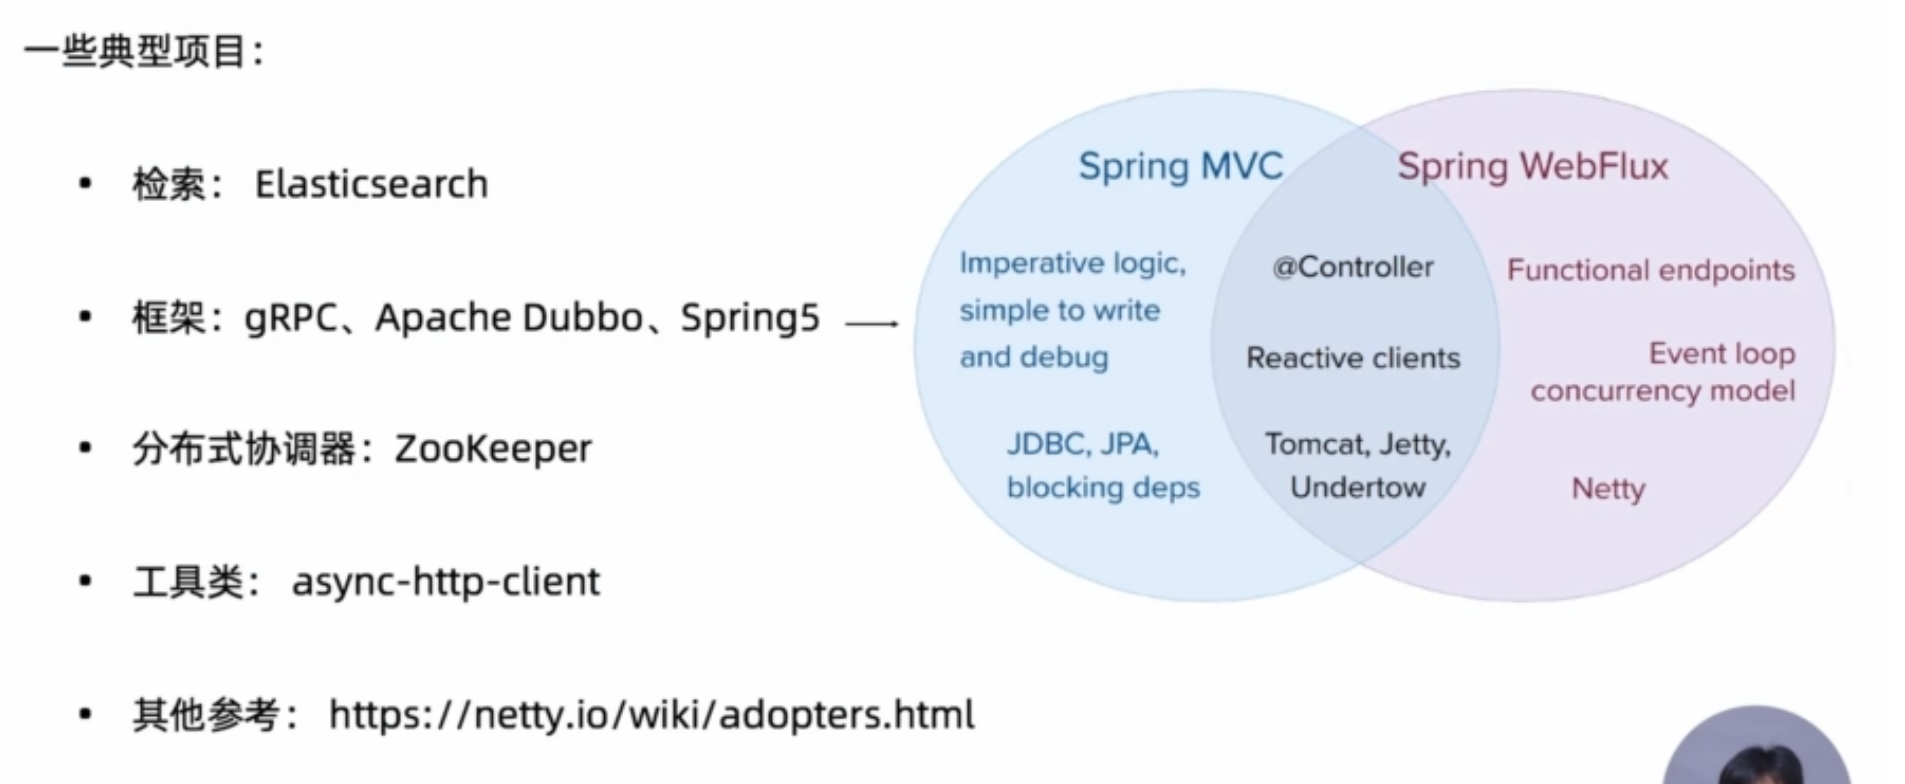 一些典型项目：
• 检索： Elasticsearch
• 框架：gRPC、Apache Dubbo、Spring5
• 分布式协调器：ZooKeeper
• 工具类： async-http-client
• 其他参考： https://netty.io/wiki/adopters.html
Spring MVC
Imperative logic,
simple to write
and debug
JDBC, JPA,
blocking deps
@Controller
Reactive clients
Tomcat, Jetty,
Undertow
Spring WebFlux
Functional endpoints
Event loop
concurrency model
Netty